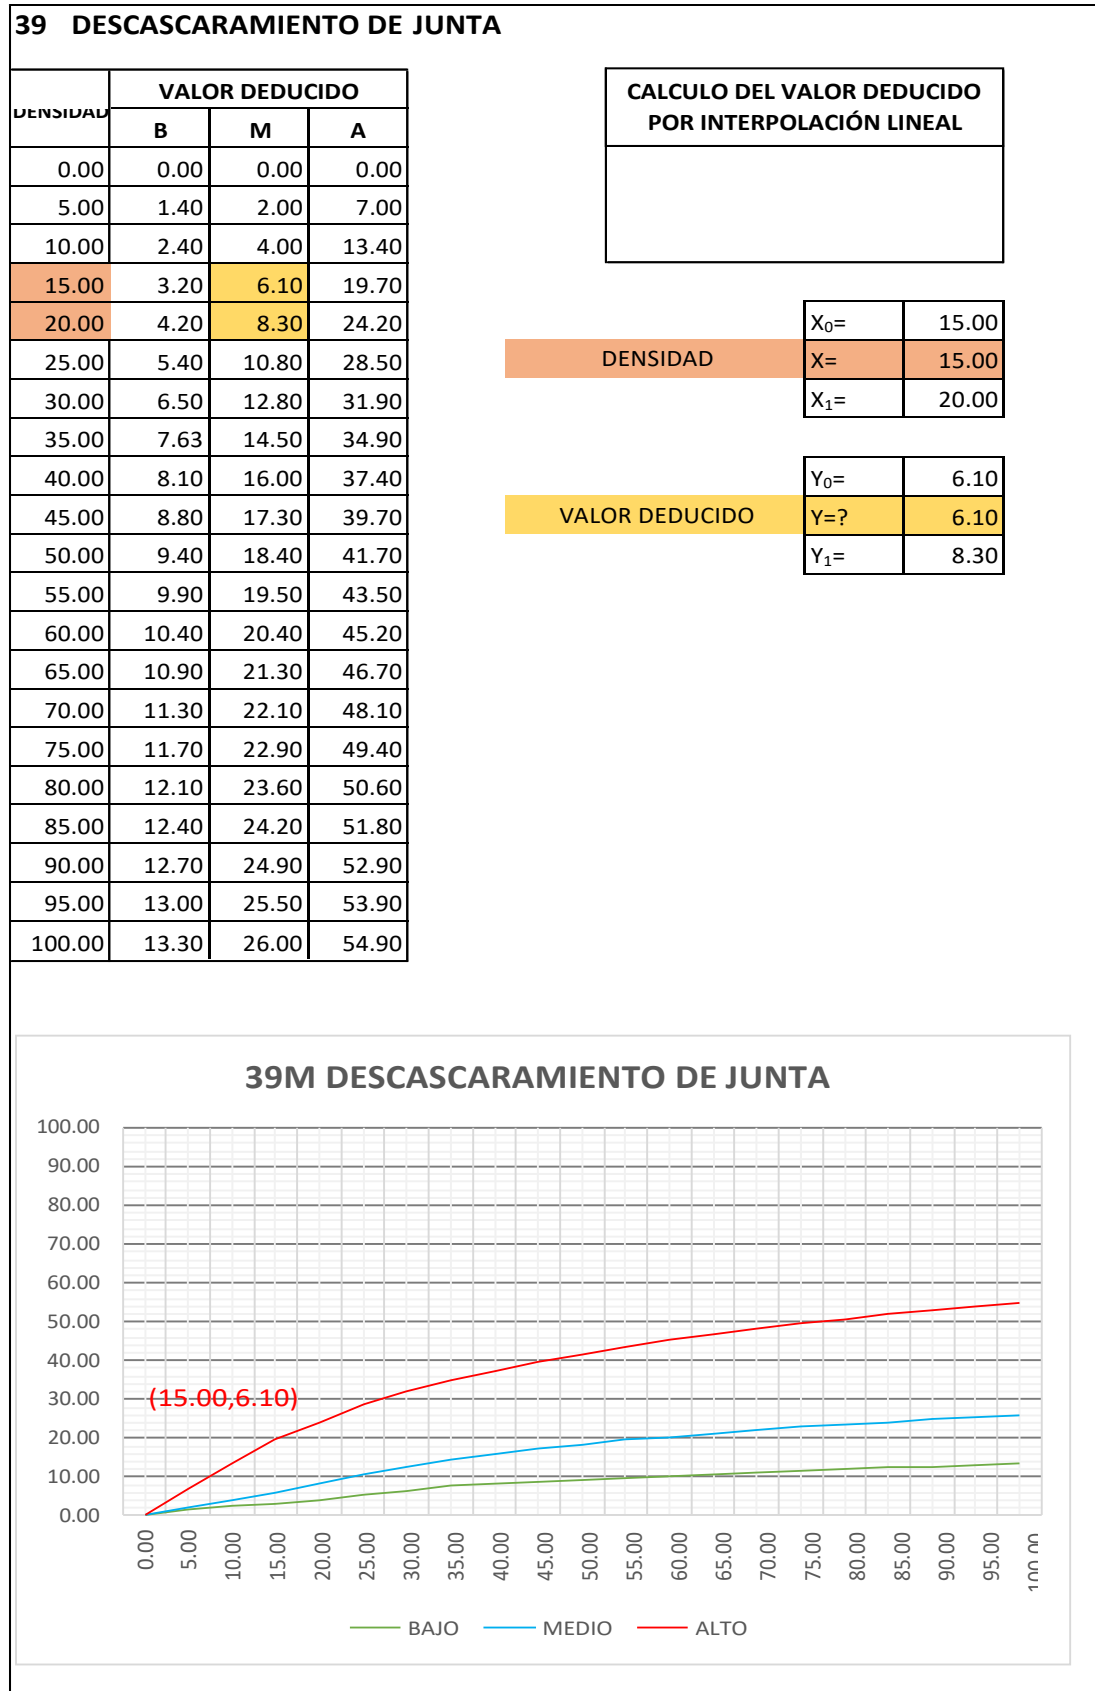 39 DESCASCARAMIENTO DE JUNTA
DENSIDAD VALOR DEDUCIDO
B M A
0.00 0.00 0.00 0.00
5.00 1.40 2.00 7.00
10.00 2.40 4.00 13.40
15.00 3.20 6.10 19.70
20.00 4.20 8.30 24.20
25.00 5.40 10.80 28.50
30.00 6.50 12.80 31.90
35.00 7.63 14.50 34.90
40.00 8.10 16.00 37.40
45.00 8.80 17.30 39.70
50.00 9.40 18.40 41.70
55.00 9.90 19.50 43.50
60.00 10.40 20.40 45.20
65.00 10.90 21.30 46.70
70.00 11.30 22.10 48.10
75.00 11.70 22.90 49.40
80.00 12.10 23.60 50.60
85.00 12.40 24.20 51.80
90.00 12.70 24.90 52.90
95.00 13.00 25.50 53.90
100.00 13.30 26.00 54.90
CALCULO DEL VALOR DEDUCIDO
POR INTERPOLACIÓN LINEAL
X₀= 15.00
DENSIDAD X= 15.00
X₁= 20.00
Y₀= 6.10
VALOR DEDUCIDO Y=? 6.10
Y₁= 8.30
39M DESCASCARAMIENTO DE JUNTA
100.00
90.00
80.00
70.00
60.00
50.00
40.00
30.00
20.00
10.00
0.00
(15.00,6.10)
0.00 5.00 10.00 15.00 20.00 25.00 30.00 35.00 40.00 45.00 50.00 55.00 60.00 65.00 70.00 75.00 80.00 85.00 90.00 95.00 100.00
BAJO MEDIO ALTO